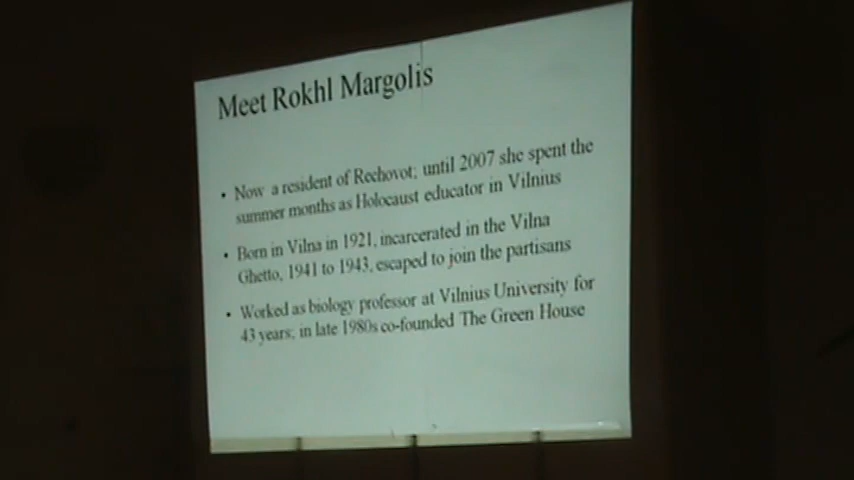 Meet Rokhl Margolis
• Now a resident of Rechovot; until 2007 she spent the
summer months as Holocaust educator in Vilnius
• Born in Vilna in 1921, incarcerated in the Vilna
Ghetto, 1941 to 1943, escaped to join the partisans
• Worked as biology professor at Vilnius University for
43 years; in late 1980s co-founded The Green House